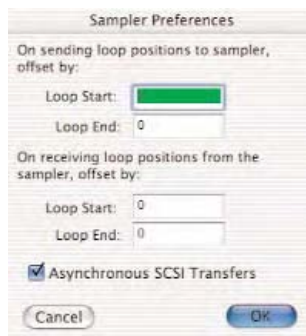 Sampler Preferences
On sending loop positions to sampler,
offset by:
Loop Start:
Loop End: 0
On receiving loop positions from the
sampler, offset by:
Loop Start: 0
Loop End: 0
Asynchronous SCSI Transfers
Cancel OK